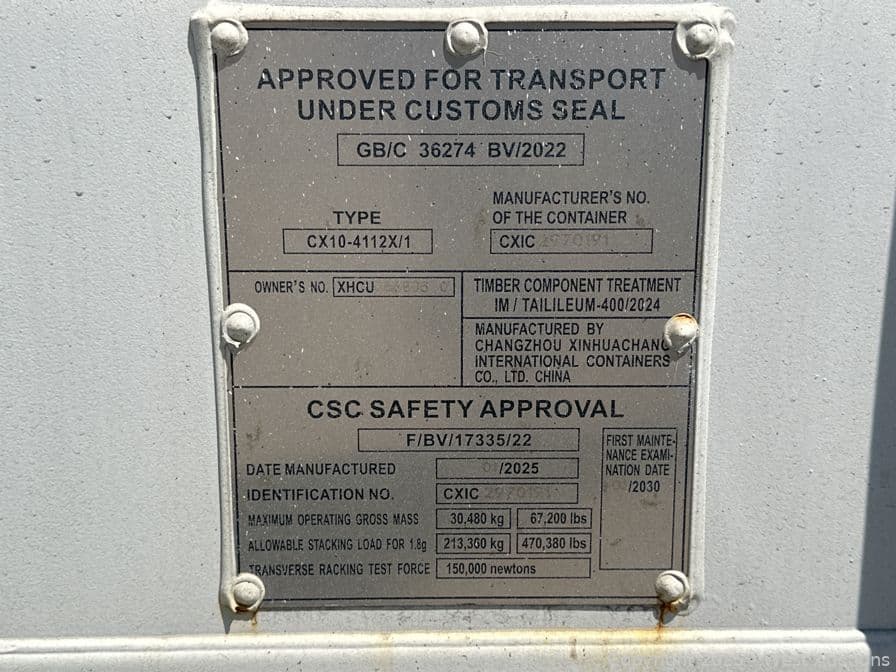 APPROVED FOR TRANSPORT
UNDER CUSTOMS SEAL
GB/C 36274 BV/2022
TYPE
CX10-4112X/1
MANUFACTURER'S NO.
OF THE CONTAINER
CXIC 2970191
OWNER'S NO. XHCU
TIMBER COMPONENT TREATMENT
IM / TAILILEUM-400/2024
MANUFACTURED BY
CHANGZHOU XINHUACHANG
INTERNATIONAL CONTAINERS
CO., LTD. CHINA
CSC SAFETY APPROVAL
F/BV/17335/22
DATE MANUFACTURED 01/2025
IDENTIFICATION NO. CXIC 2970191
MAXIMUM OPERATING GROSS MASS 30,480 kg 67,200 lbs
ALLOWABLE STACKING LOAD FOR 1.8g 213,360 kg 470,380 lbs
TRANSVERSE RACKING TEST FORCE 150,000 newtons
FIRST MAINTE-
NANCE EXAMI-
NATION DATE
/2030